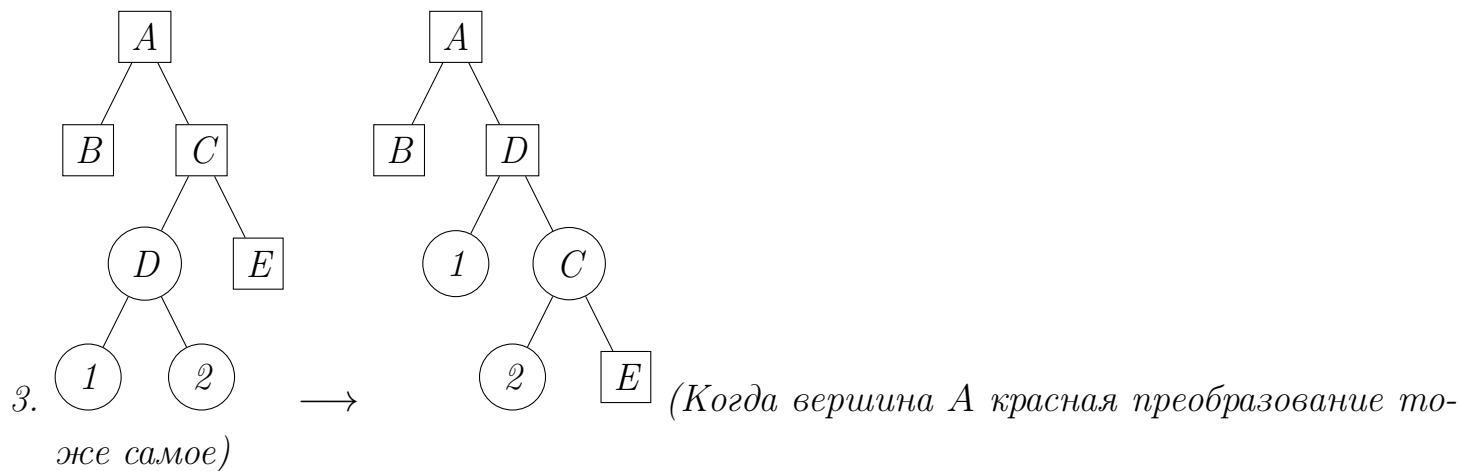 A A
B C B D
D E 1 C
3. 1 2 ⟶ 2 E (Когда вершина A красная преобразование то-
же самое)